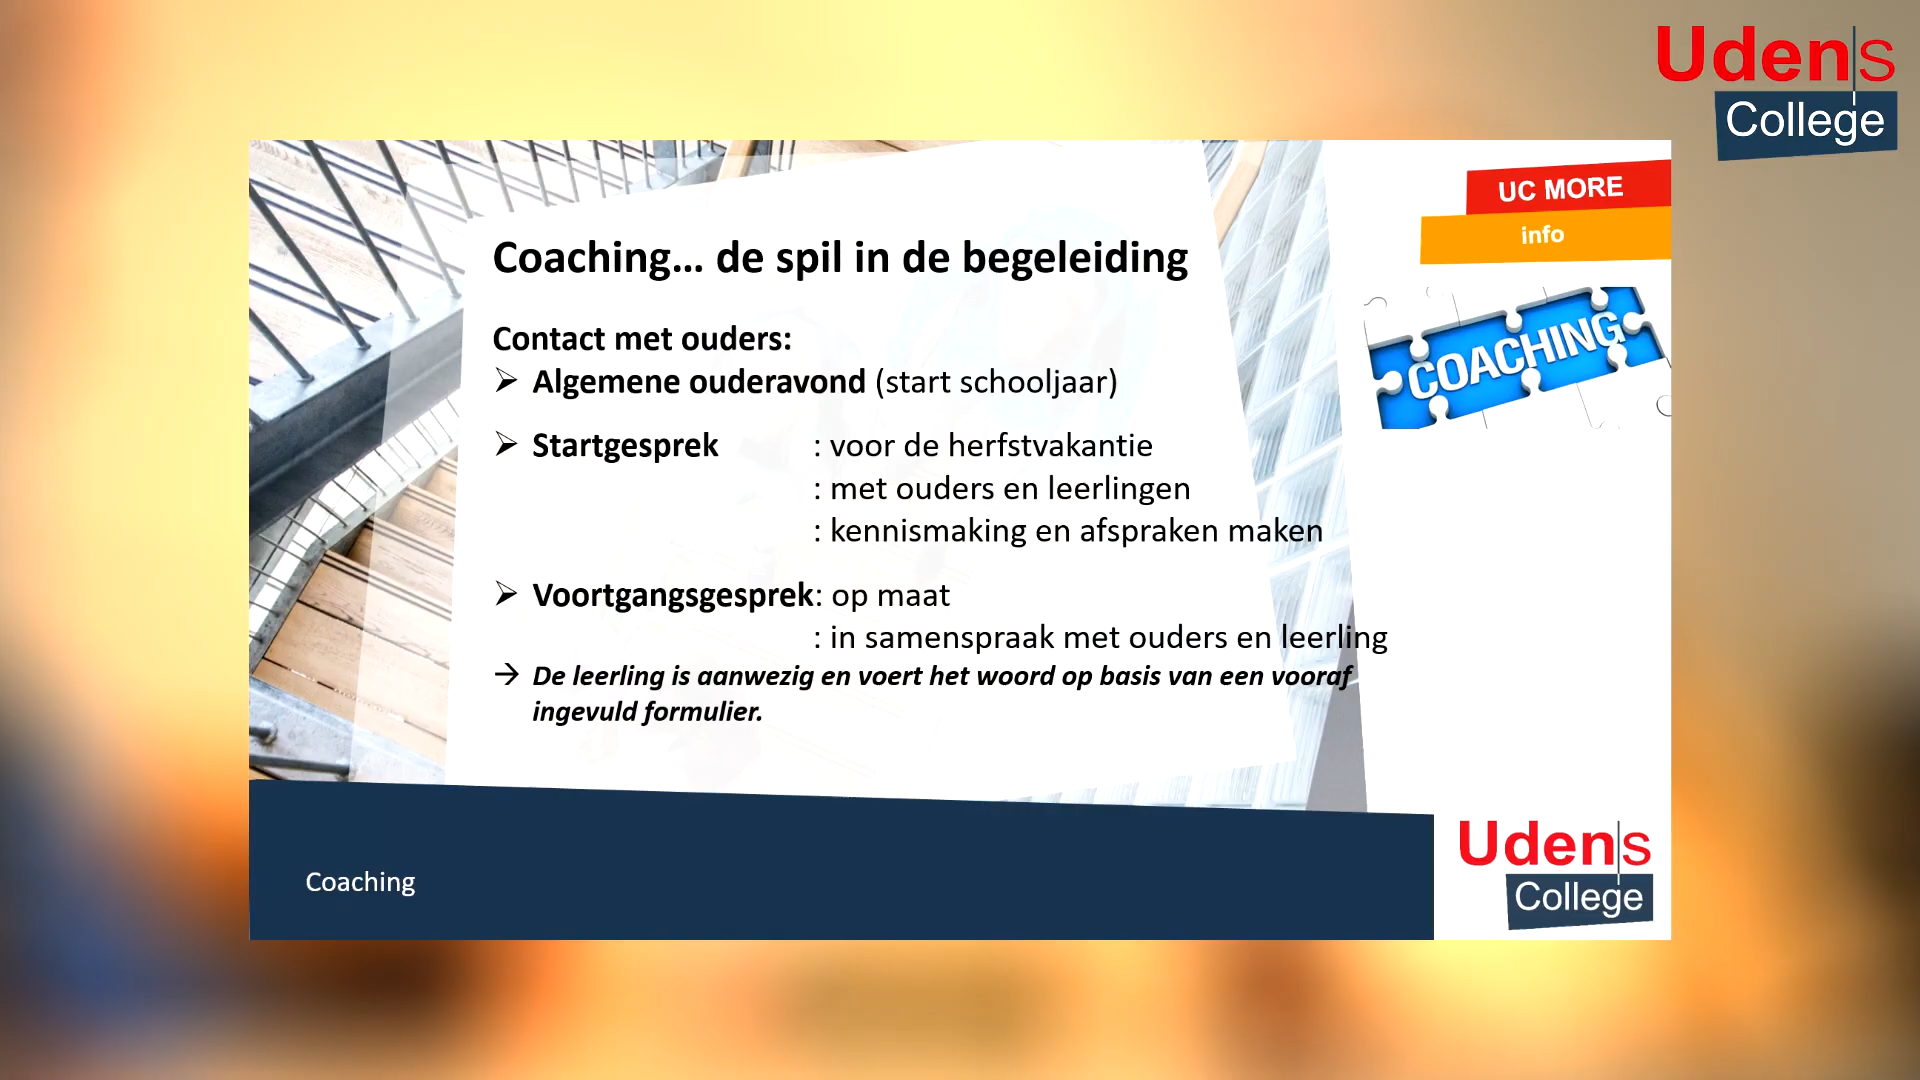 Udens
College
UC MORE
info
COACHING
Coaching... de spil in de begeleiding
Contact met ouders:
➢ Algemene ouderavond (start schooljaar)
➢ Startgesprek : voor de herfstvakantie
: met ouders en leerlingen
: kennismaking en afspraken maken
➢ Voortgangsgesprek: op maat
: in samenspraak met ouders en leerling
→ De leerling is aanwezig en voert het woord op basis van een vooraf
ingevuld formulier.
Coaching
Udens
College